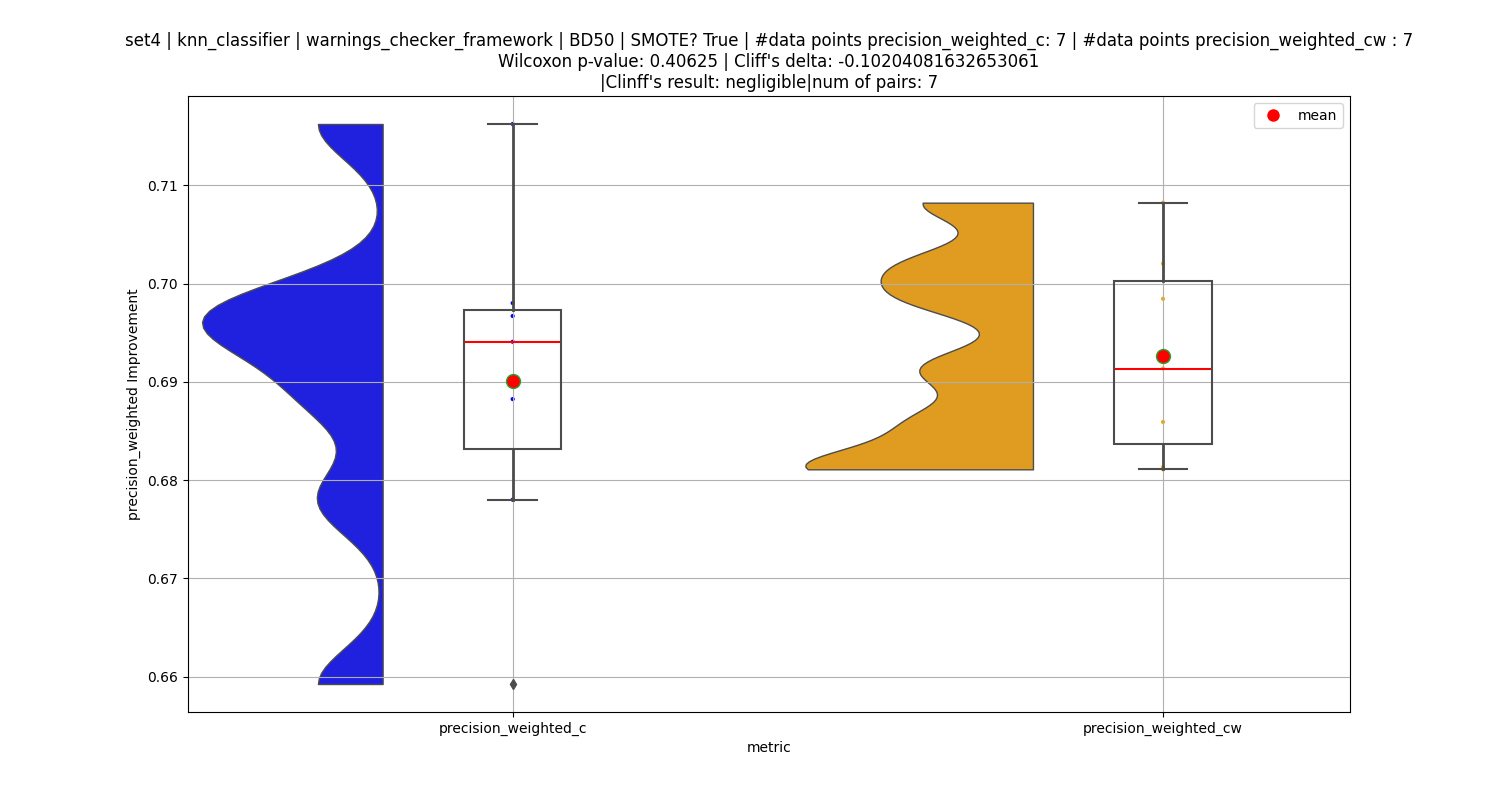 set4 | knn_classifier | warnings_checker_framework | BD50 | SMOTE? True | #data points precision_weighted_c: 7 | #data points precision_weighted_cw : 7
Wilcoxon p-value: 0.40625 | Cliff's delta: -0.10204081632653061
|Clinff's result: negligible|num of pairs: 7
mean
0.71
0.70
0.69
0.68
0.67
0.66
precision_weighted Improvement
precision_weighted_c
precision_weighted_cw
metric